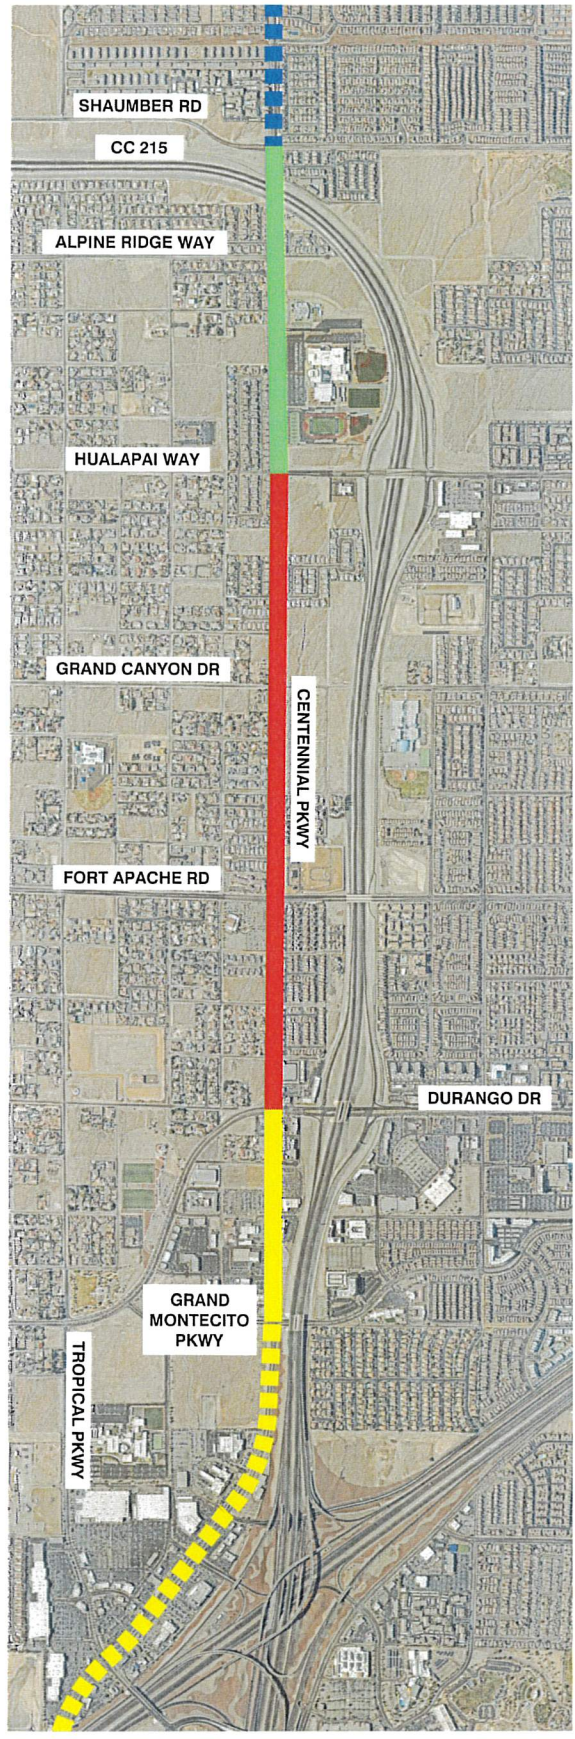 SHAUMBER RD
CC 215
ALPINE RIDGE WAY
HUALAPAI WAY
GRAND CANYON DR
CENTENNIAL PKWY
FORT APACHE RD
DURANGO DR
GRAND
MONTECITO
PKWY
TROPICAL PKWY